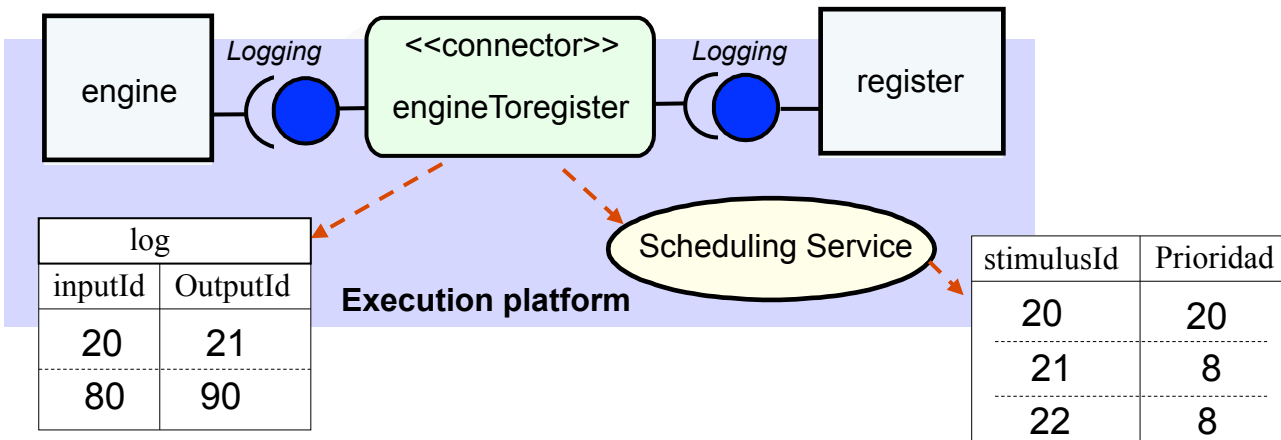 Logging
<<connector>>
Logging
engine
engineToregister
register
log
inputId OutputId
20 21
80 90
Execution platform
Scheduling Service
stimulusId Prioridad
20 20
21 8
22 8